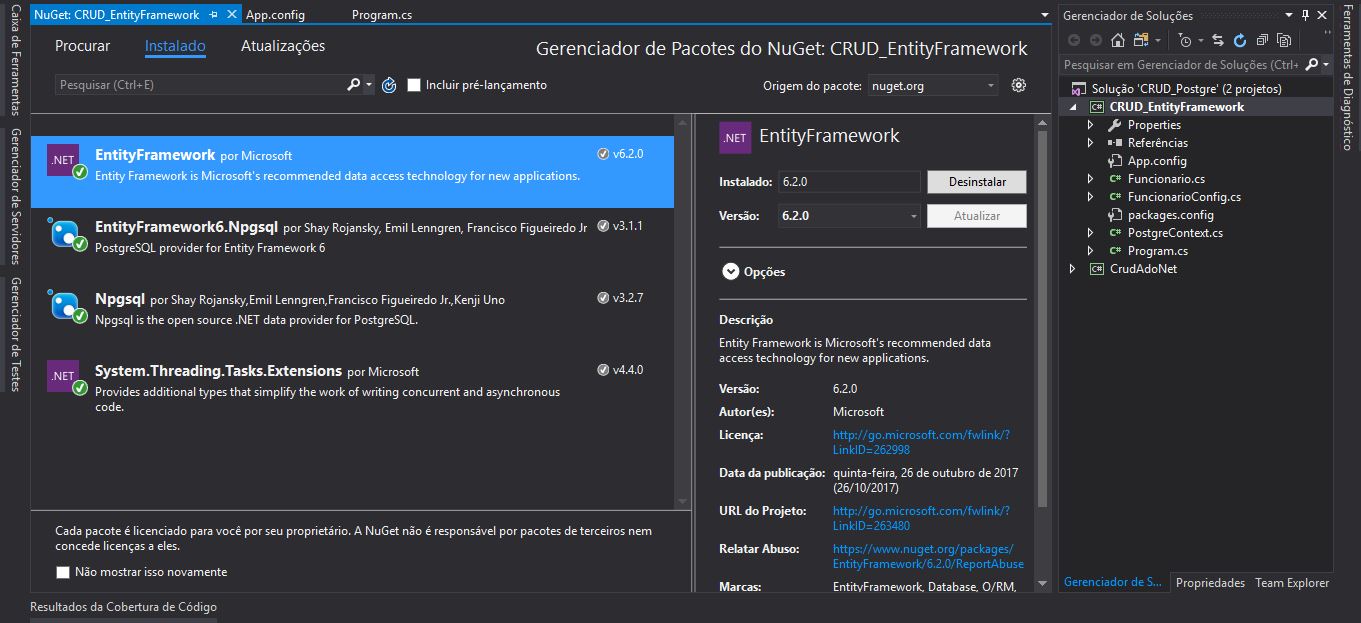 Caixa de Ferramentas
Gerenciador de Servidores
Gerenciador de Testes
NuGet: CRUD_EntityFramework
App.config
Program.cs
Procurar
Instalado
Atualizações
Gerenciador de Pacotes do NuGet: CRUD_EntityFramework
Pesquisar (Ctrl+E)
Incluir pré-lançamento
Origem do pacote:
nuget.org
.NET
EntityFramework por Microsoft
v6.2.0
Entity Framework is Microsoft's recommended data access technology for new applications.
EntityFramework6.Npgsql por Shay Rojansky, Emil Lenngren, Francisco Figueiredo Jr
v3.1.1
PostgreSQL provider for Entity Framework 6
Npgsql por Shay Rojansky,Emil Lenngren,Francisco Figueiredo Jr.,Kenji Uno
v3.2.7
Npgsql is the open source .NET data provider for PostgreSQL.
.NET
System.Threading.Tasks.Extensions por Microsoft
v4.4.0
Provides additional types that simplify the work of writing concurrent and asynchronous
code.
Cada pacote é licenciado para você por seu proprietário. A NuGet não é responsável por pacotes de terceiros nem
concede licenças a eles.
Não mostrar isso novamente
.NET
EntityFramework
Instalado:
6.2.0
Desinstalar
Versão:
6.2.0
Atualizar
Opções
Descrição
Entity Framework is Microsoft's recommended data
access technology for new applications.
Versão:
6.2.0
Autor(es):
Microsoft
Licença:
http://go.microsoft.com/fwlink/?
LinkID=262998
Data da publicação:
quinta-feira, 26 de outubro de 2017
(26/10/2017)
URL do Projeto:
http://go.microsoft.com/fwlink/?
LinkID=263480
Relatar Abuso:
https://www.nuget.org/packages/
EntityFramework/6.2.0/ReportAbuse
Marcas:
EntityFramework, Database, O/RM,
Resultados da Cobertura de Código
Gerenciador de Soluções
Pesquisar em Gerenciador de Soluções (Ctrl+
Solução 'CRUD_Postgre' (2 projetos)
C# CRUD_EntityFramework
Properties
Referências
App.config
C# Funcionario.cs
C# FuncionarioConfig.cs
packages.config
C# PostgreContext.cs
C# Program.cs
C# CrudAdoNet
Gerenciador de S...
Propriedades
Team Explorer
Ferramentas de Diagnóstico